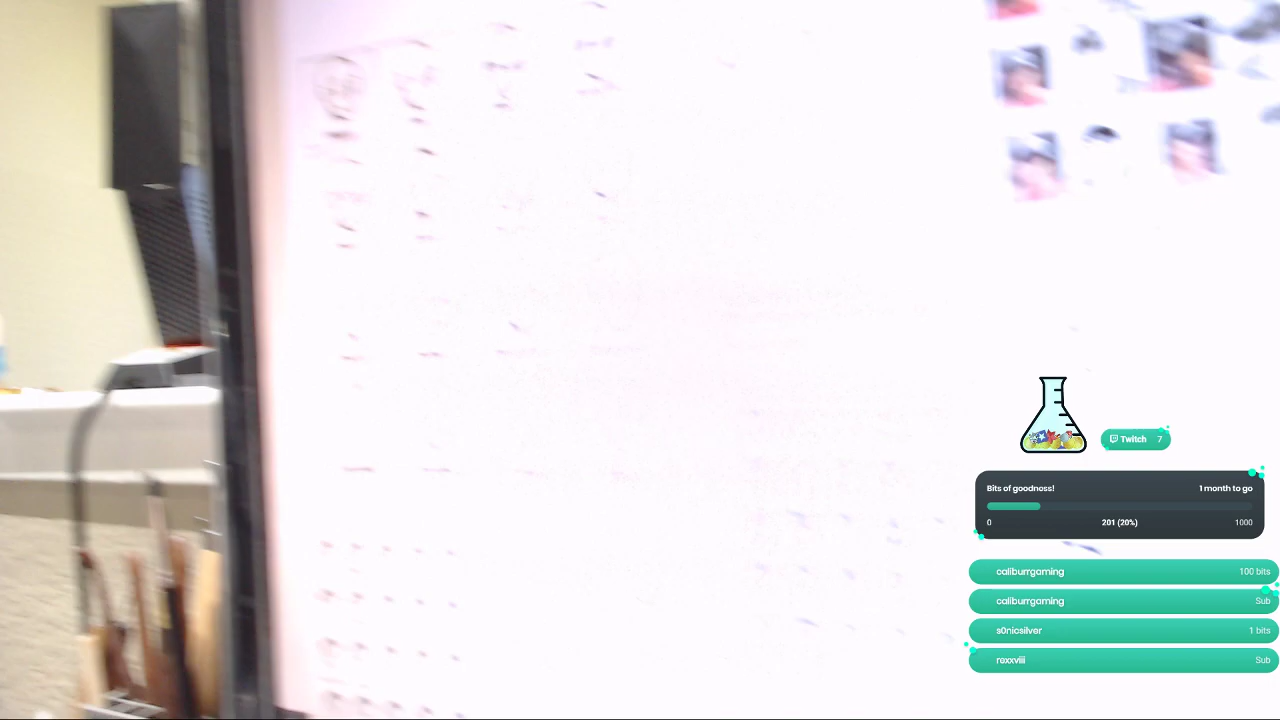 Twitch 7
Bits of goodness! 1 month to go
0 201 (20%) 1000
caliburrgaming 100 bits
caliburrgaming Sub
s0nicsilver 1 bits
raxxviii Sub